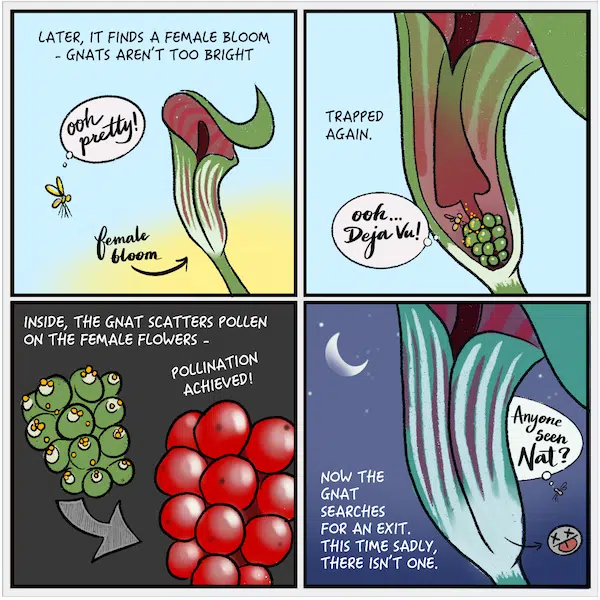 LATER, IT FINDS A FEMALE BLOOM
- GNATS AREN'T TOO BRIGHT
ooh
pretty!
female
bloom
TRAPPED
AGAIN.
ooh...
Deja Vu!
INSIDE, THE GNAT SCATTERS POLLEN
ON THE FEMALE FLOWERS -
POLLINATION
ACHIEVED!
Anyone
seen
Nat?
NOW THE
GNAT
SEARCHES
FOR AN EXIT.
THIS TIME SADLY,
THERE ISN'T ONE.